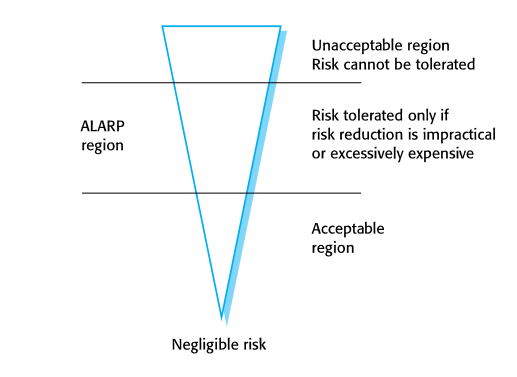 Unacceptable region
Risk cannot be tolerated
ALARP
region
Risk tolerated only if
risk reduction is impractical
or excessively expensive
Acceptable
region
Negligible risk